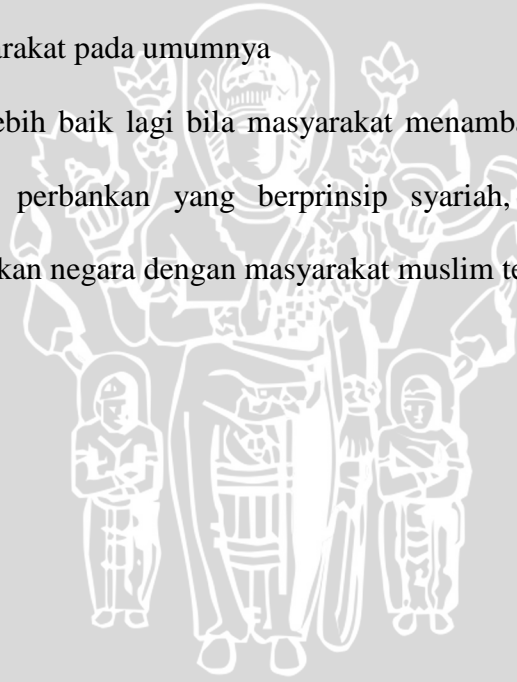 arakat pada umumnya
ebih baik lagi bila masyarakat menamba
perbankan yang berprinsip syariah,
kan negara dengan masyarakat muslim te